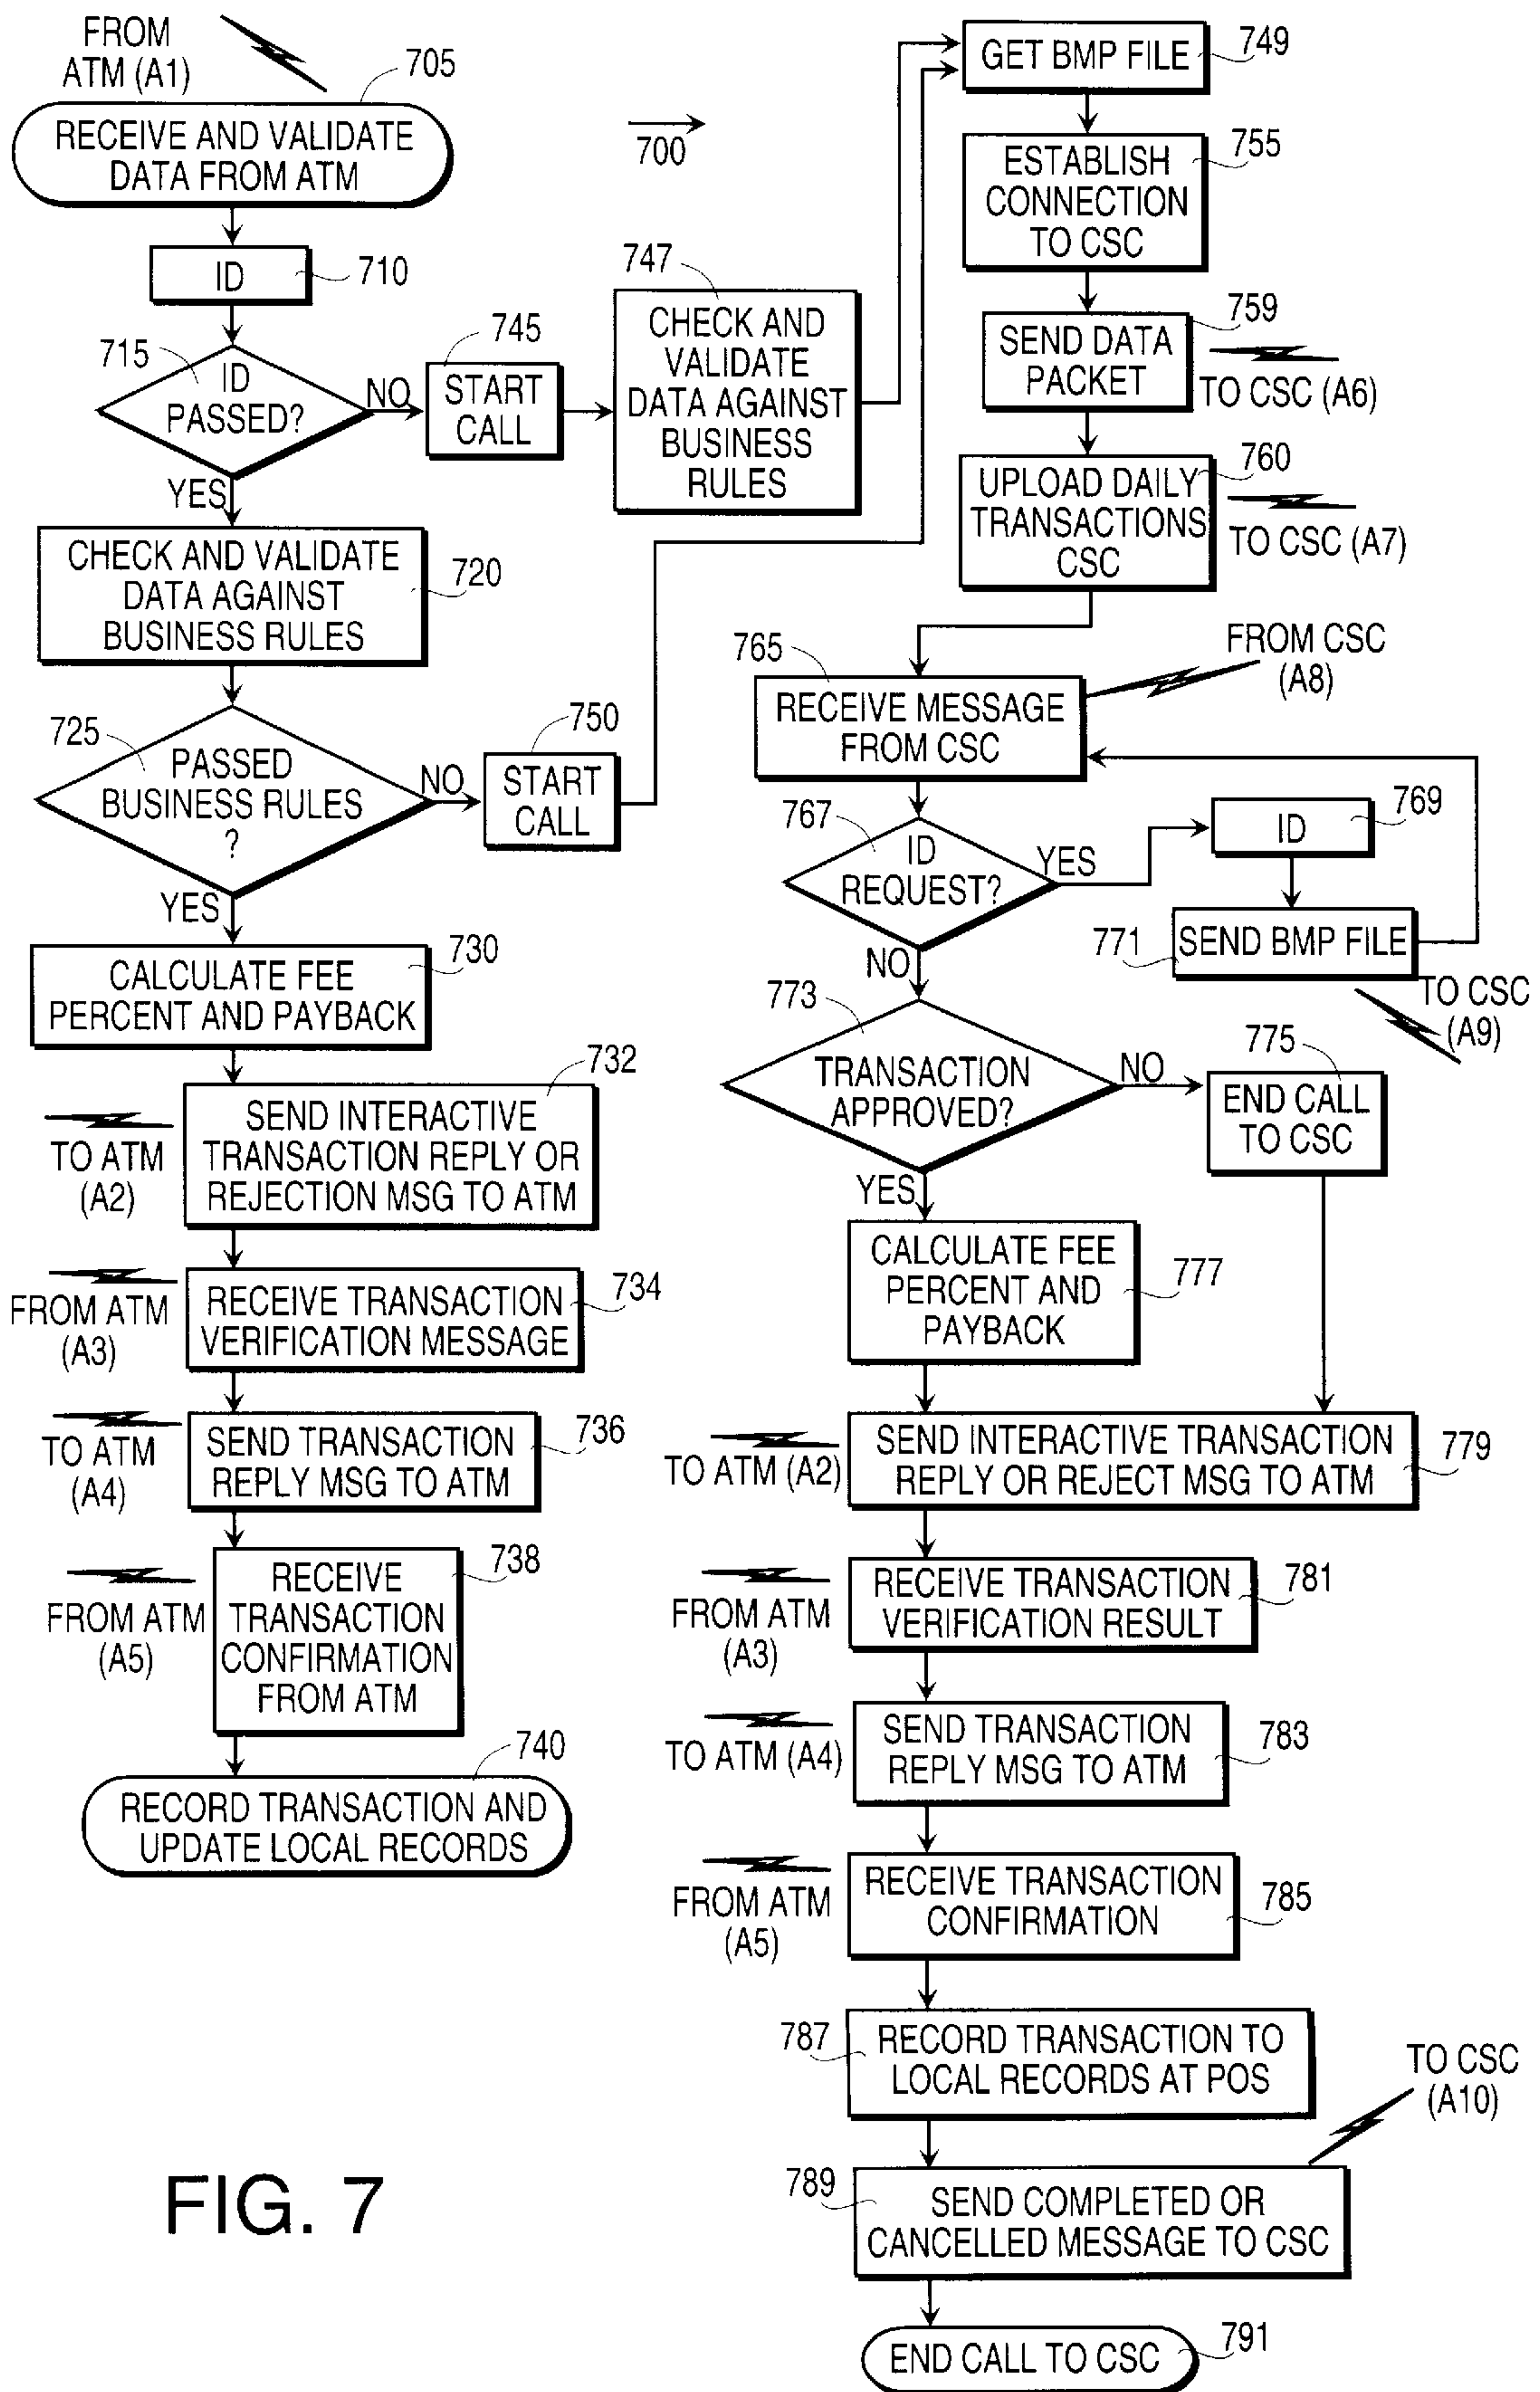 FROM
ATM (A1)
705
RECEIVE AND VALIDATE
DATA FROM ATM
700
ID
710
715
ID
PASSED?
NO
YES
745
START
CALL
747
CHECK AND
VALIDATE
DATA AGAINST
BUSINESS
RULES
CHECK AND VALIDATE
DATA AGAINST
BUSINESS RULES
720
725
PASSED
BUSINESS RULES
?
NO
YES
750
START
CALL
CALCULATE FEE
PERCENT AND PAYBACK
730
732
SEND INTERACTIVE
TRANSACTION REPLY OR
REJECTION MSG TO ATM
TO ATM
(A2)
RECEIVE TRANSACTION
VERIFICATION MESSAGE
734
FROM ATM
(A3)
SEND TRANSACTION
REPLY MSG TO ATM
736
TO ATM
(A4)
RECEIVE
TRANSACTION
CONFIRMATION
FROM ATM
738
FROM ATM
(A5)
740
RECORD TRANSACTION AND
UPDATE LOCAL RECORDS
GET BMP FILE
749
ESTABLISH
CONNECTION
TO CSC
755
SEND DATA
PACKET
759
TO CSC (A6)
UPLOAD DAILY
TRANSACTIONS
CSC
760
TO CSC (A7)
765
RECEIVE MESSAGE
FROM CSC
FROM CSC
(A8)
767
ID
REQUEST?
YES
NO
ID
769
771
SEND BMP FILE
TO CSC
(A9)
773
TRANSACTION
APPROVED?
NO
YES
775
END CALL
TO CSC
CALCULATE FEE
PERCENT AND
PAYBACK
777
SEND INTERACTIVE TRANSACTION
REPLY OR REJECT MSG TO ATM
779
TO ATM (A2)
RECEIVE TRANSACTION
VERIFICATION RESULT
781
FROM ATM
(A3)
SEND TRANSACTION
REPLY MSG TO ATM
783
TO ATM (A4)
RECEIVE TRANSACTION
CONFIRMATION
785
FROM ATM
(A5)
787
RECORD TRANSACTION TO
LOCAL RECORDS AT POS
TO CSC
(A10)
789
SEND COMPLETED OR
CANCELLED MESSAGE TO CSC
END CALL TO CSC
791
FIG. 7